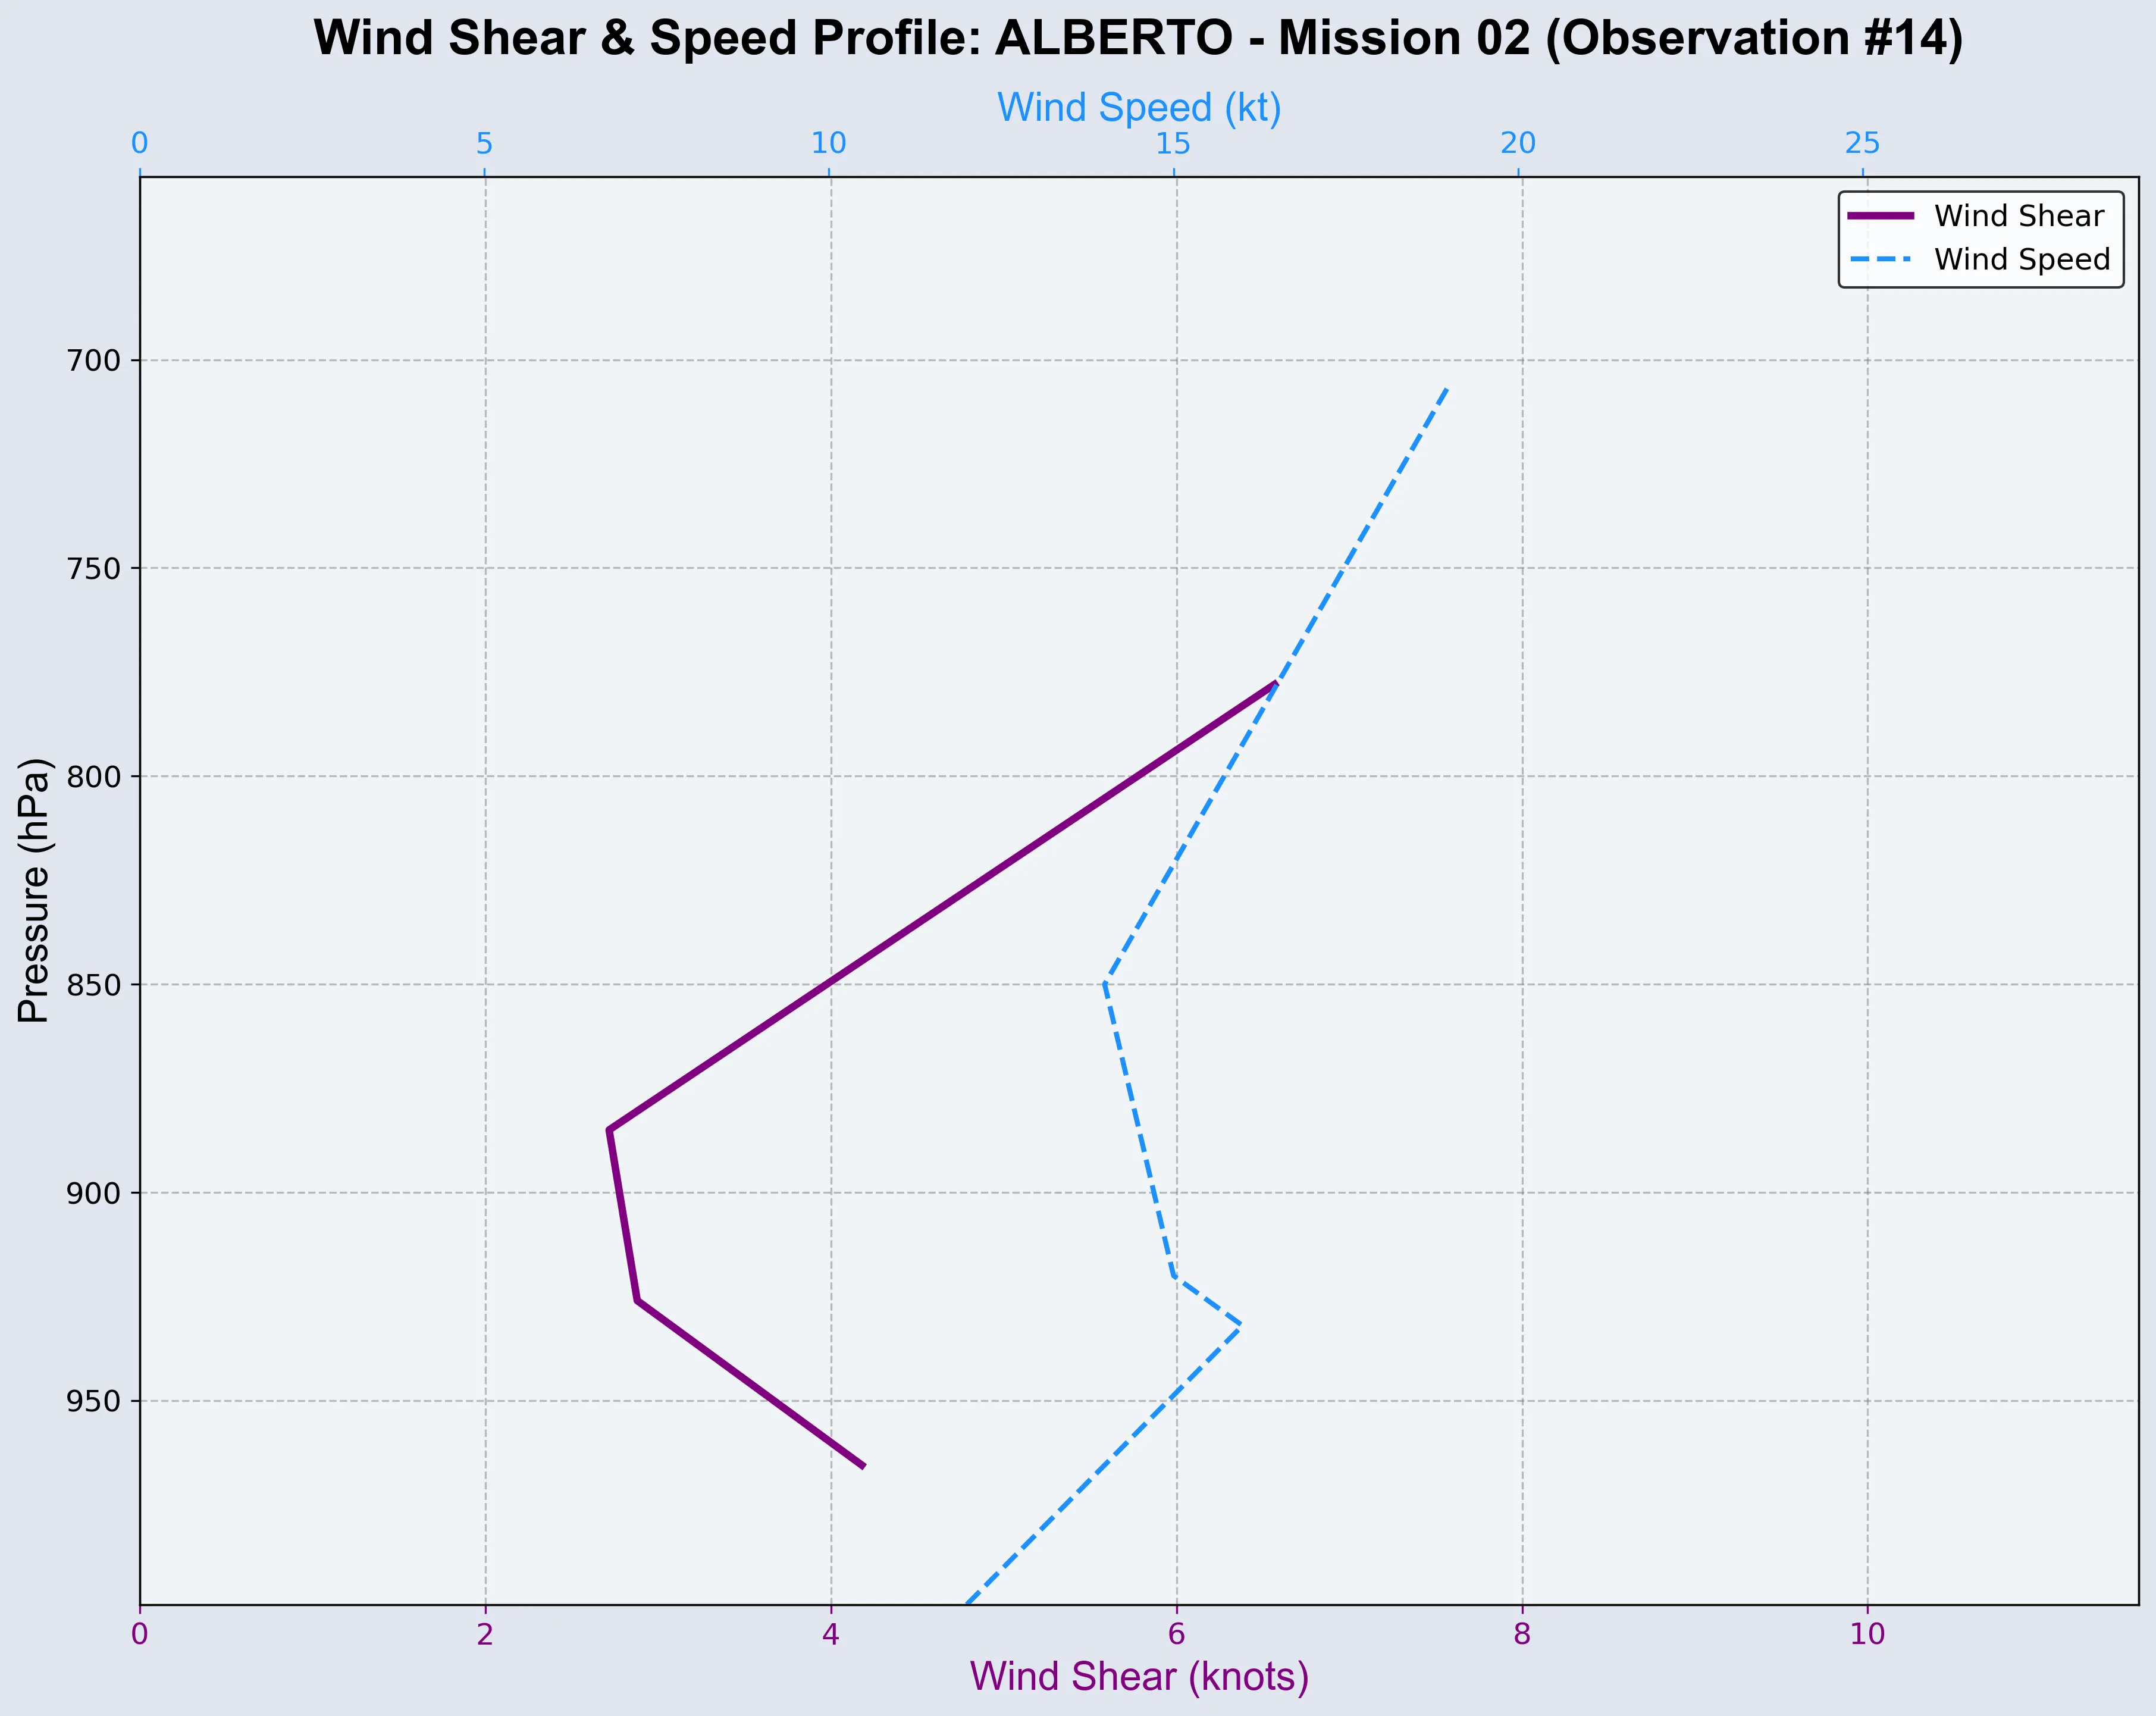 Wind Shear & Speed Profile: ALBERTO - Mission 02 (Observation #14)
Wind Speed (kt)
0 5 10 15 20 25
Wind Shear
Wind Speed
700
750
800
850
900
950
Pressure (hPa)
0 2 4 6 8 10
Wind Shear (knots)